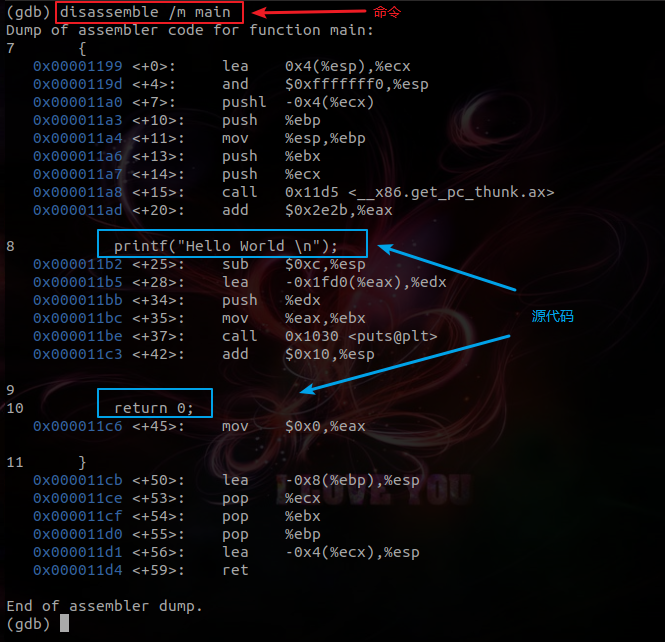 (gdb) disassemble /m main 命令
Dump of assembler code for function main:
7 {
0x00001199 <+0>: lea 0x4(%esp),%ecx
0x0000119d <+4>: and $0xfffffff0,%esp
0x000011a0 <+7>: pushl -0x4(%ecx)
0x000011a3 <+10>: push %ebp
0x000011a4 <+11>: mov %esp,%ebp
0x000011a6 <+13>: push %ebx
0x000011a7 <+14>: push %ecx
0x000011a8 <+15>: call 0x11d5 <__x86.get_pc_thunk.ax>
0x000011ad <+20>: add $0x2e2b,%eax
8 printf("Hello World \n");
0x000011b2 <+25>: sub $0xc,%esp
0x000011b5 <+28>: lea -0x1fd0(%eax),%edx
0x000011bb <+34>: push %edx
0x000011bc <+35>: mov %eax,%ebx
源代码
0x000011be <+37>: call 0x1030 <puts@plt>
0x000011c3 <+42>: add $0x10,%esp
9
10 return 0;
0x000011c6 <+45>: mov $0x0,%eax
11 }
0x000011cb <+50>: lea -0x8(%ebp),%esp
0x000011ce <+53>: pop %ecx
I LOVE YOU
0x000011cf <+54>: pop %ebx
0x000011d0 <+55>: pop %ebp
0x000011d1 <+56>: lea -0x4(%ecx),%esp
0x000011d4 <+59>: ret
End of assembler dump.
(gdb)